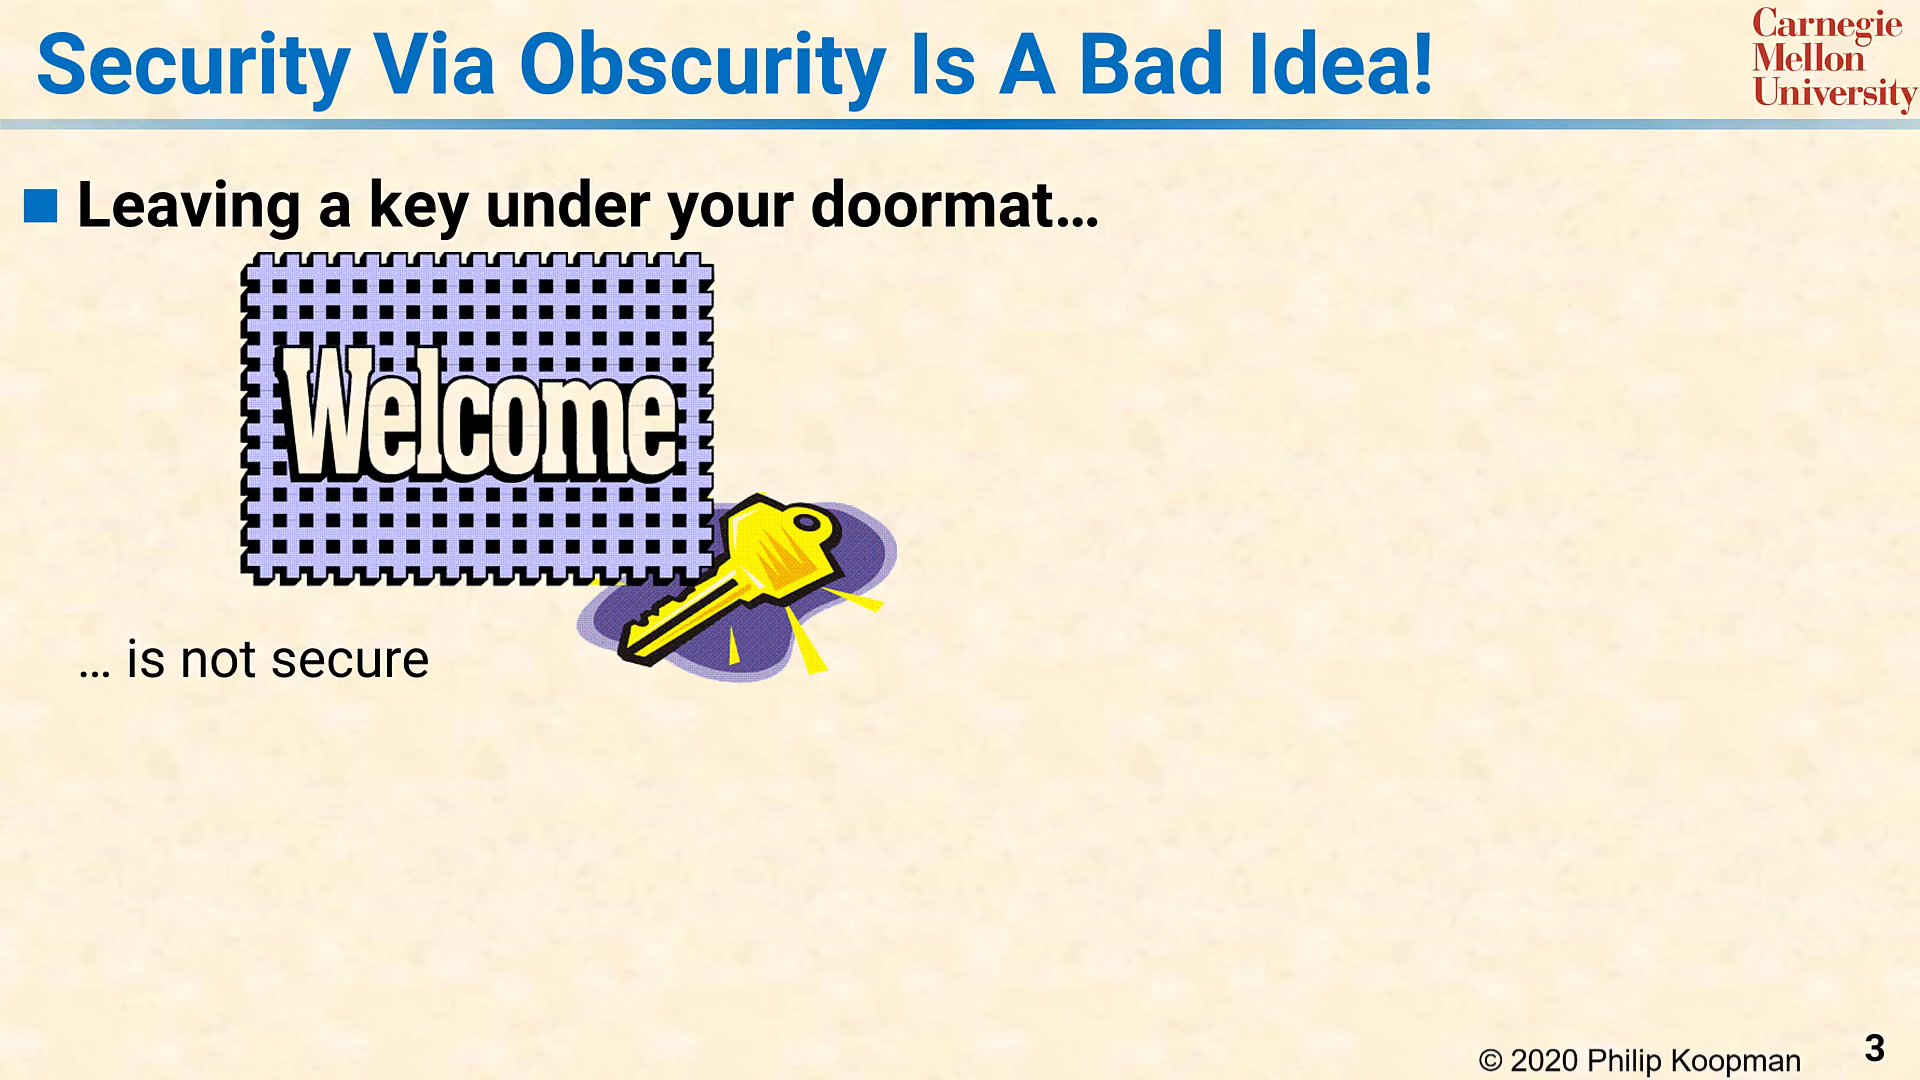 Security Via Obscurity Is A Bad Idea!
Carnegie
Mellon
University
Leaving a key under your doormat…
Welcome
… is not secure
© 2020 Philip Koopman
3